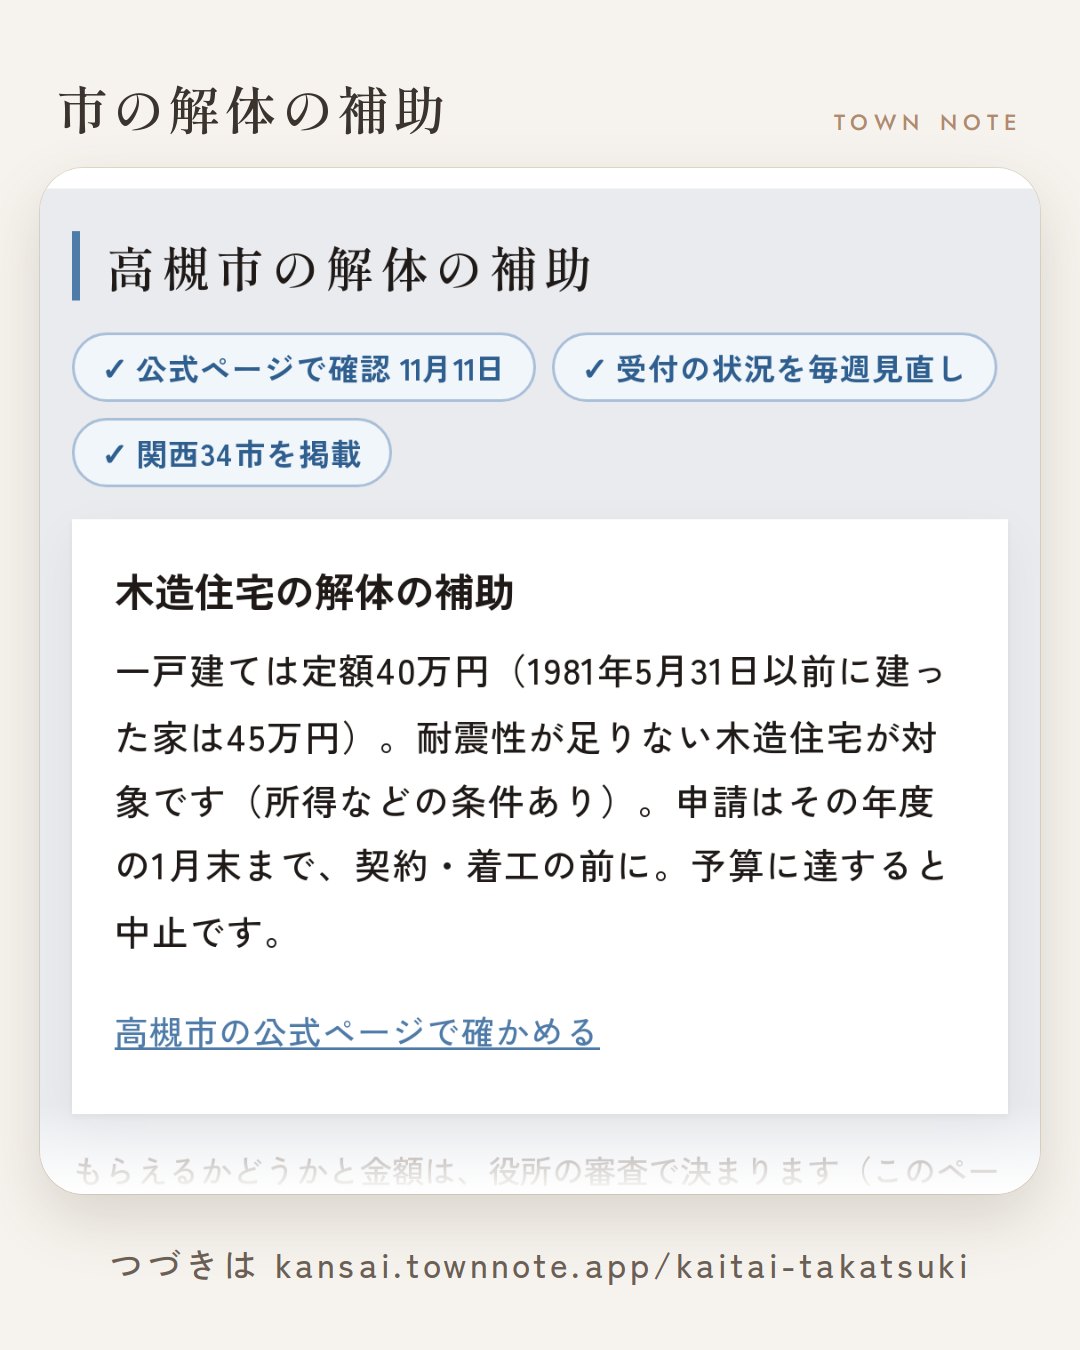 市の解体の補助
TOWN NOTE
高槻市の解体の補助
✓ 公式ページで確認 11月11日
✓ 受付の状況を毎週見直し
✓ 関西34市を掲載
木造住宅の解体の補助
一戸建ては定額40万円（1981年5月31日以前に建っ
た家は45万円）。耐震性が足りない木造住宅が対
象です（所得などの条件あり）。申請はその年度
の1月末まで、契約・着工の前に。予算に達すると
中止です。
高槻市の公式ページで確かめる
もらえるかどうかと金額は、役所の審査で決まります（このペー
つづきは kansai.townnote.app/kaitai-takatsuki